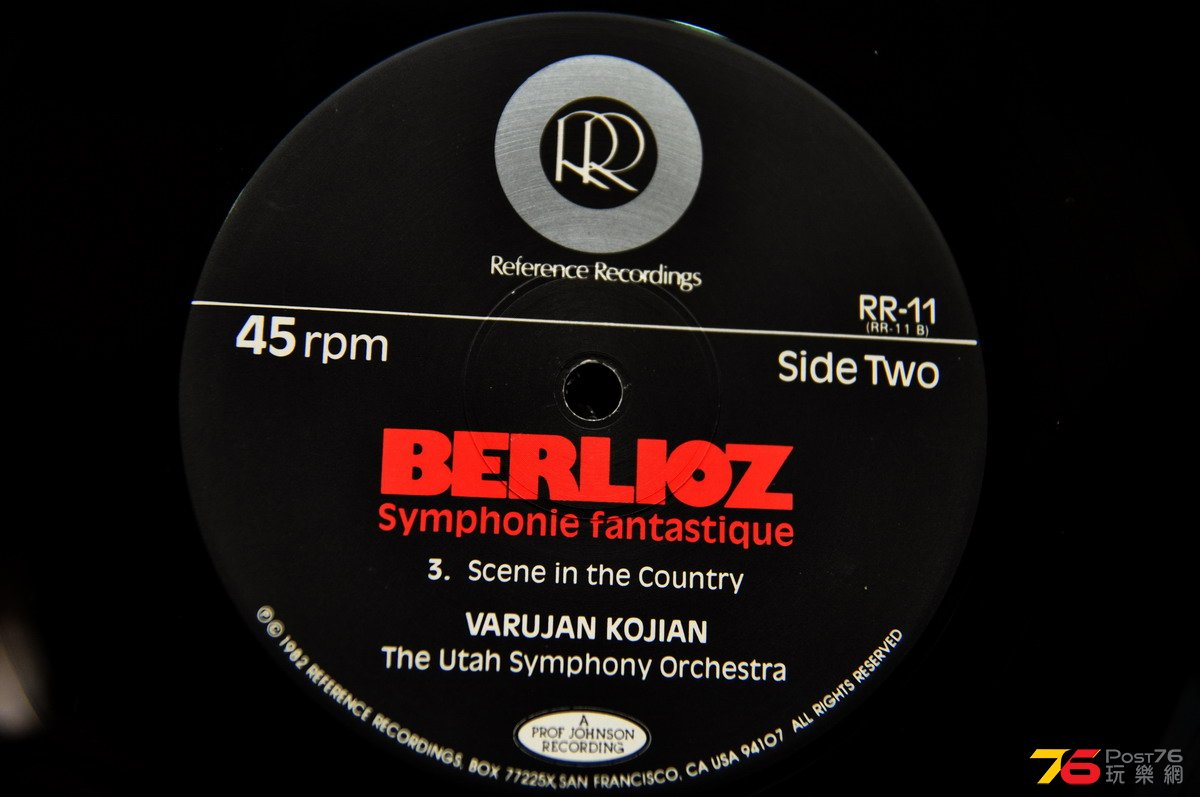 RR
Reference Recordings
RR-11
(RR-11 B)
45 rpm
Side Two
BERLIOZ
Symphonie fantastique
3. Scene in the Country
VARUJAN KOJIAN
The Utah Symphony Orchestra
A
PROF JOHNSON
RECORDING
℗ © 1982 REFERENCE RECORDINGS, BOX 77225X, SAN FRANCISCO, CA USA 94107 ALL RIGHTS RESERVED
76 POST76
玩樂網